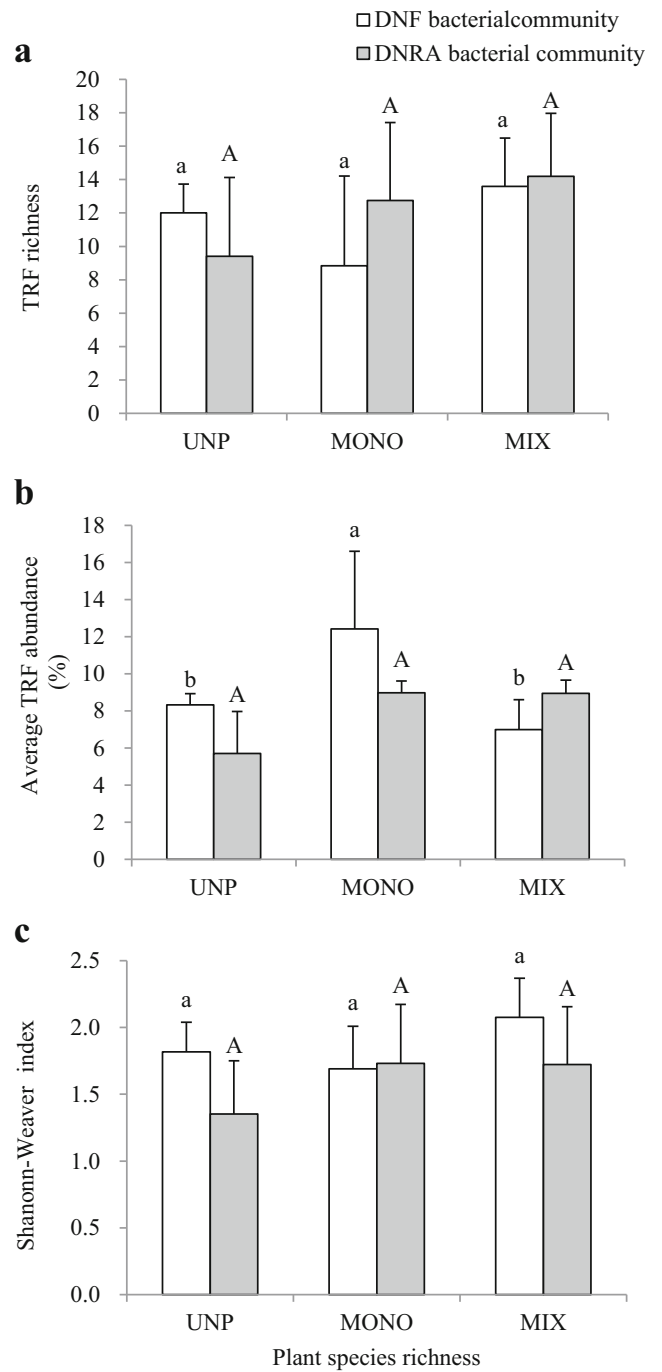 DNF bacterialcommunity
DNRA bacterial community
a
20
18
16
14
12
10
8
6
4
2
0
TRF richness
a A a A a A
UNP MONO MIX
b
18
16
14
12
10
8
6
4
2
0
Average TRF abundance
(%)
b A a A b A
UNP MONO MIX
c
2.5
2.0
1.5
1.0
0.5
0.0
Shanonn-Weaver index
a A a A a A
UNP MONO MIX
Plant species richness